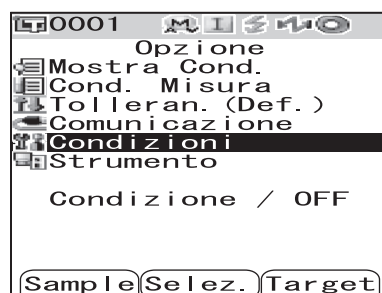 0001 M I
Opzione
Mostra Cond.
Cond. Misura
Tolleran.(Def.)
Comunicazione
Condizioni
Strumento
Condizione / OFF
Sample Selez. Target